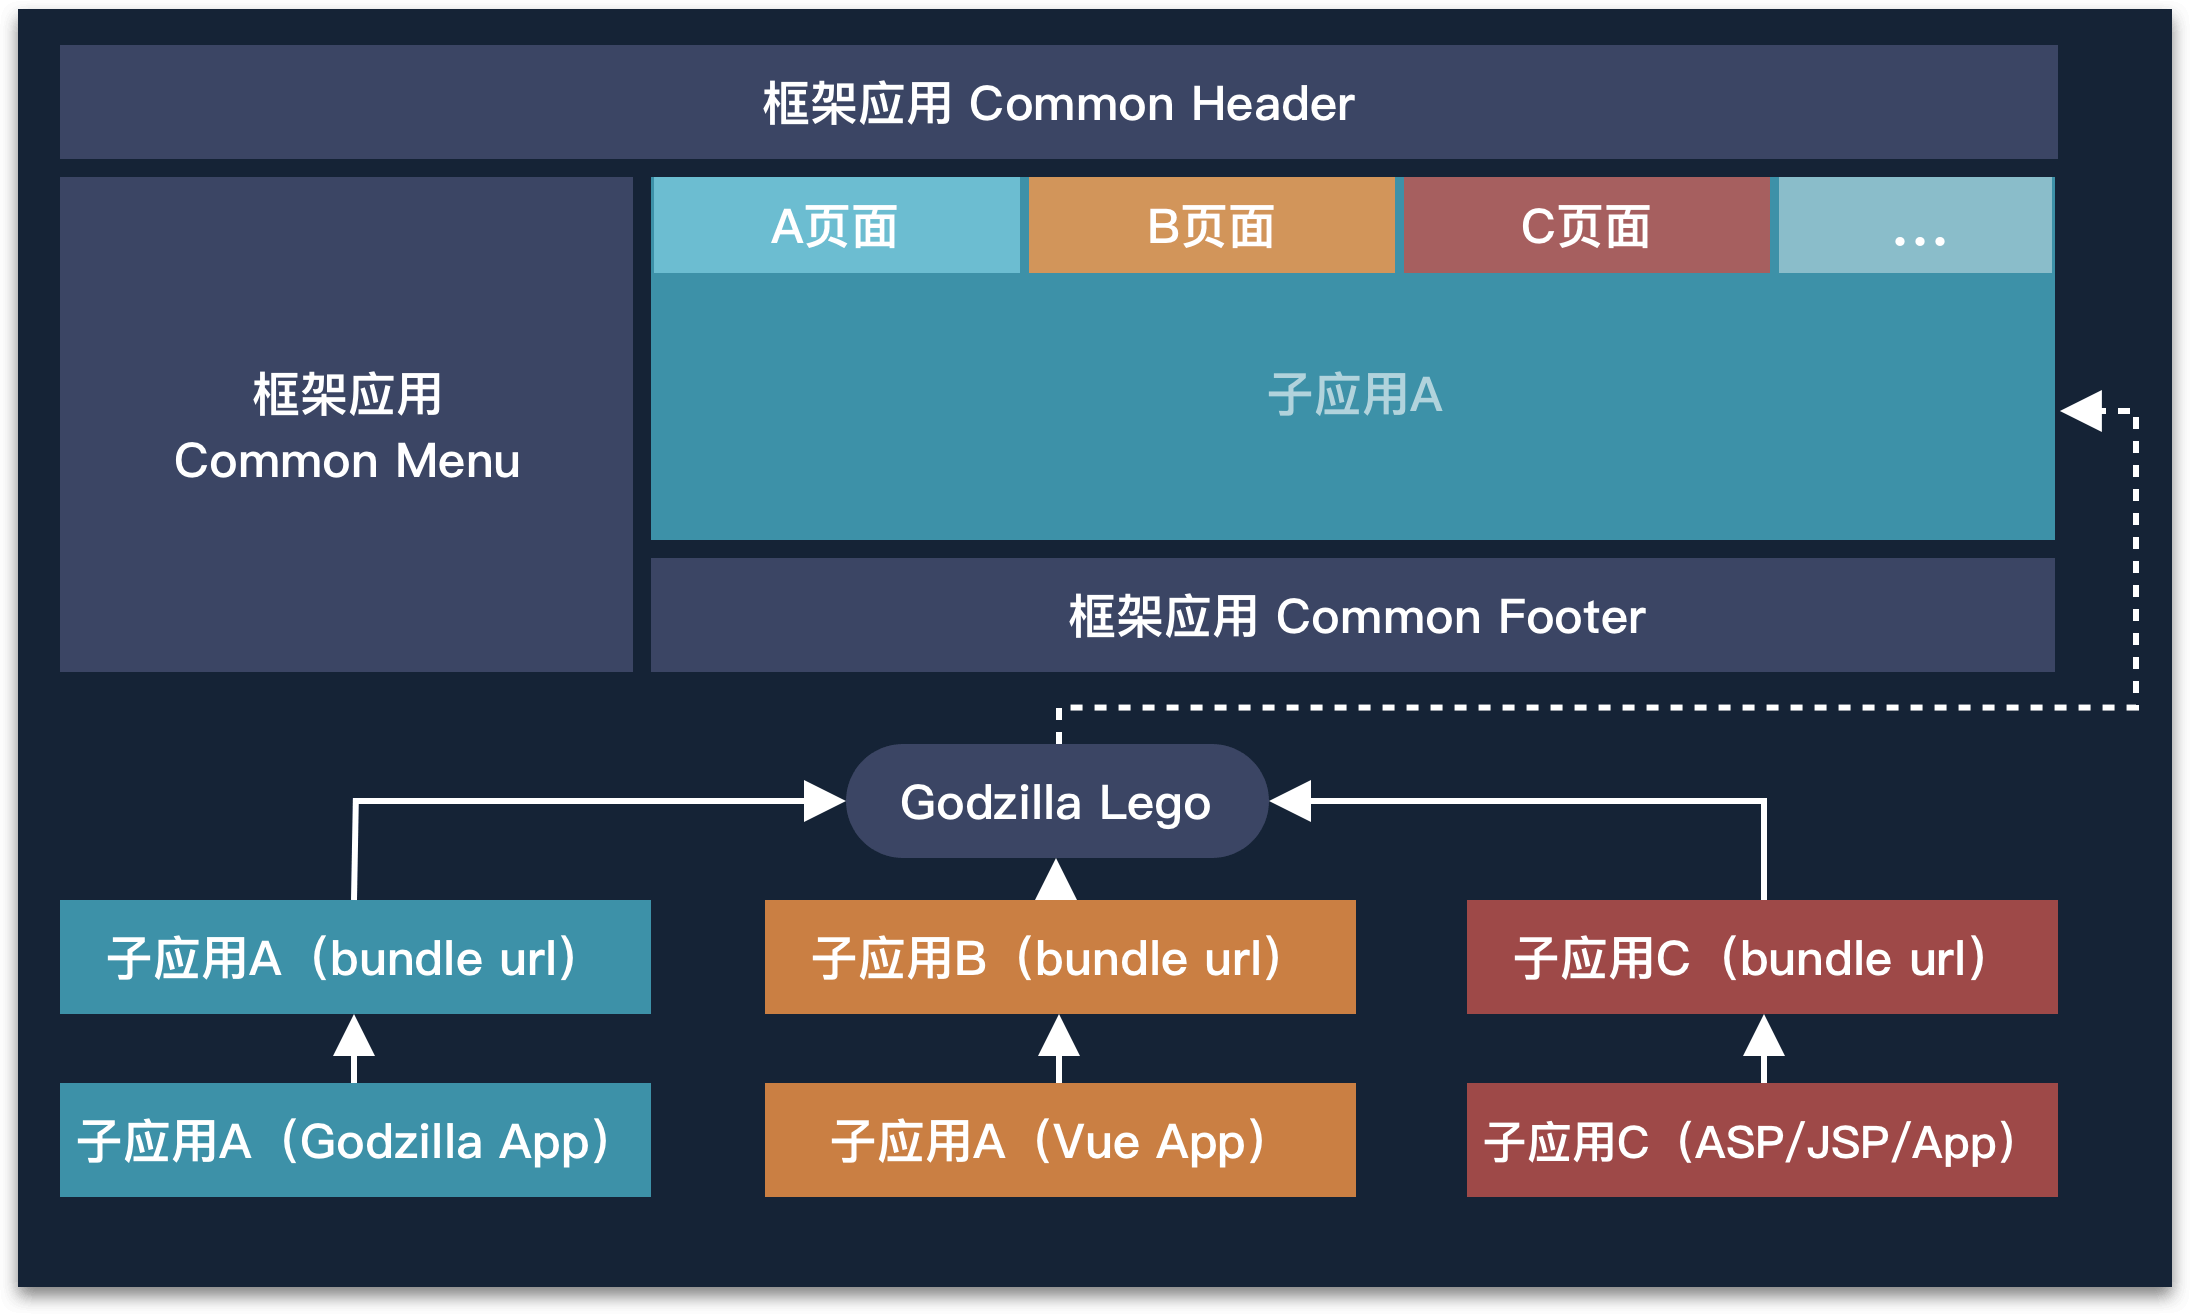 框架应用 Common Header
A页面
B页面
C页面
...
框架应用
Common Menu
子应用A
框架应用 Common Footer
Godzilla Lego
子应用A（bundle url）
子应用B（bundle url）
子应用C（bundle url）
子应用A（Godzilla App）
子应用A（Vue App）
子应用C（ASP/JSP/App）